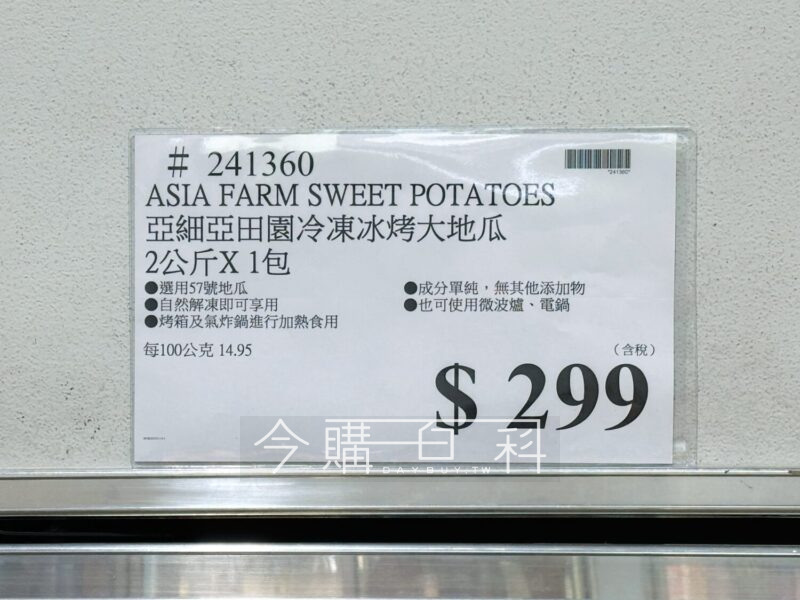 # 241360
*241360*
ASIA FARM SWEET POTATOES
亞細亞田園冷凍冰烤大地瓜
2公斤X 1包
●選用57號地瓜
●成分單純，無其他添加物
●自然解凍即可享用
●也可使用微波爐、電鍋
●烤箱及氣炸鍋進行加熱食用
每100公克 14.95
（含稅）
$ 299
今購百科
DAYBUY.TW